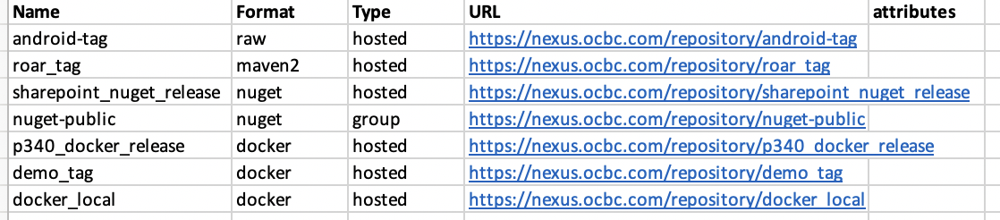 Name Format Type URL attributes
android-tag raw hosted https://nexus.ocbc.com/repository/android-tag
roar_tag maven2 hosted https://nexus.ocbc.com/repository/roar_tag
sharepoint_nuget_release nuget hosted https://nexus.ocbc.com/repository/sharepoint_nuget_release
nuget-public nuget group https://nexus.ocbc.com/repository/nuget-public
p340_docker_release docker hosted https://nexus.ocbc.com/repository/p340_docker_release
demo_tag docker hosted https://nexus.ocbc.com/repository/demo_tag
docker_local docker hosted https://nexus.ocbc.com/repository/docker_local